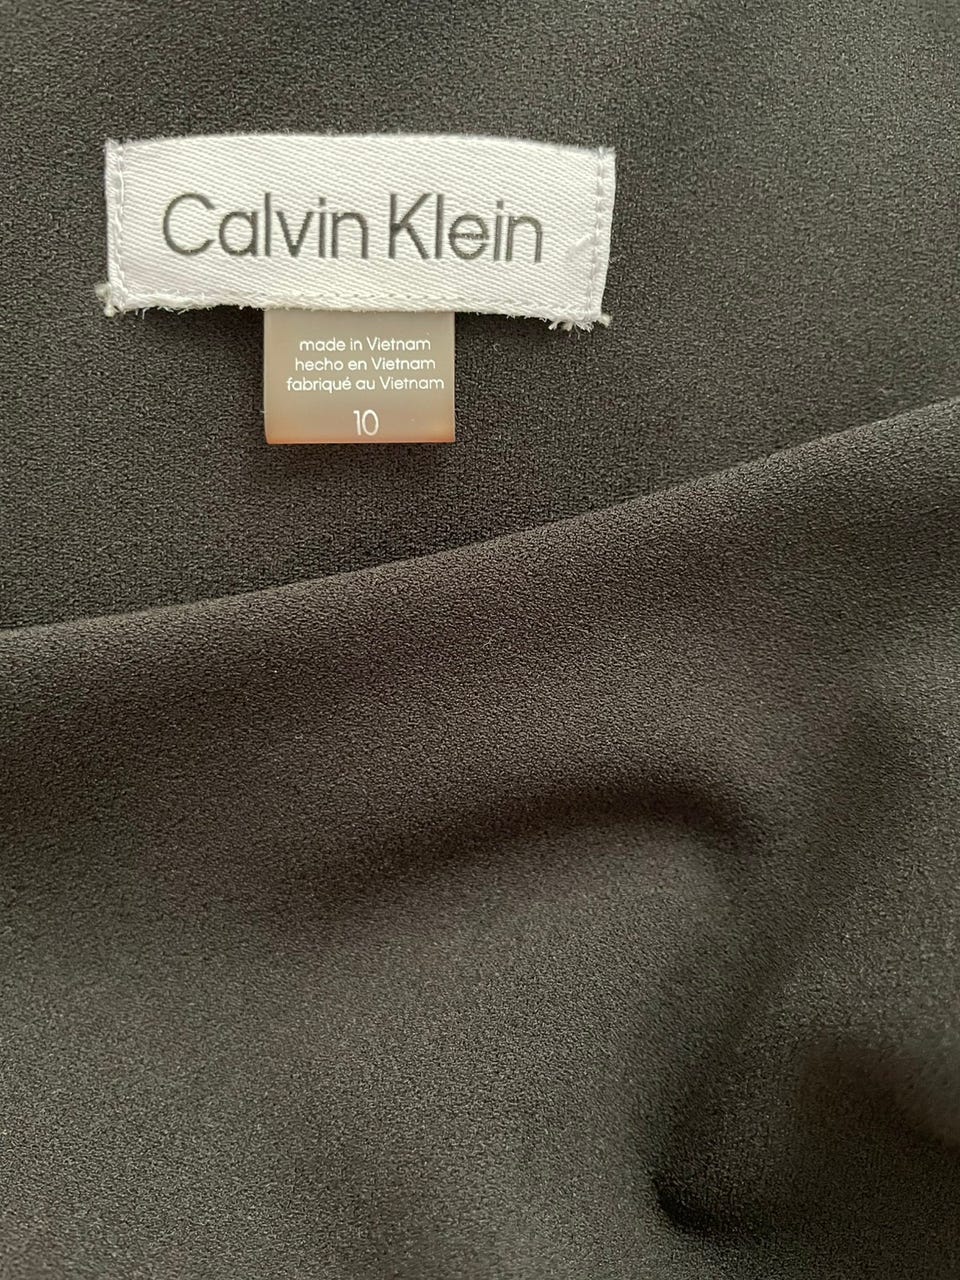 Calvin Klein
made in Vietnam
hecho en Vietnam
fabriqué au Vietnam
10